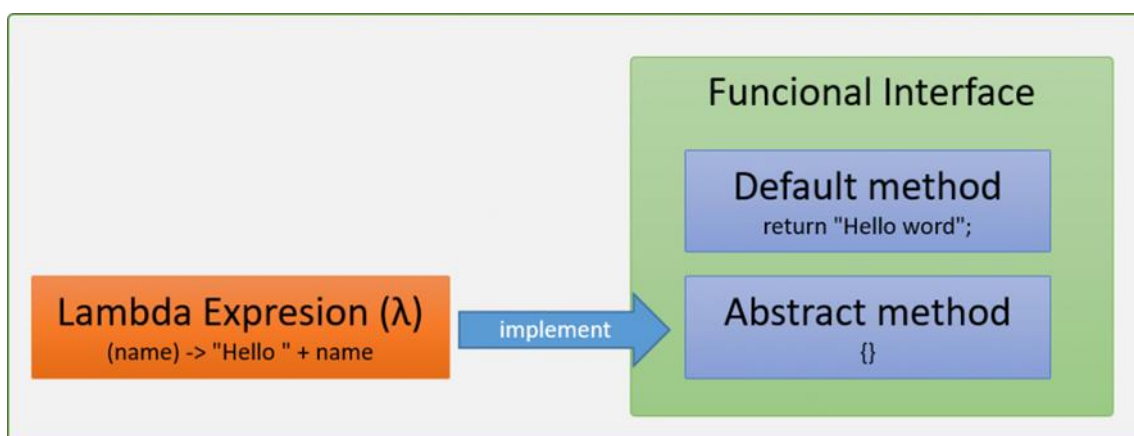 Funcional Interface
Default method
return "Hello word";
Lambda Expresion (λ)
(name) -> "Hello " + name
implement
Abstract method
{}